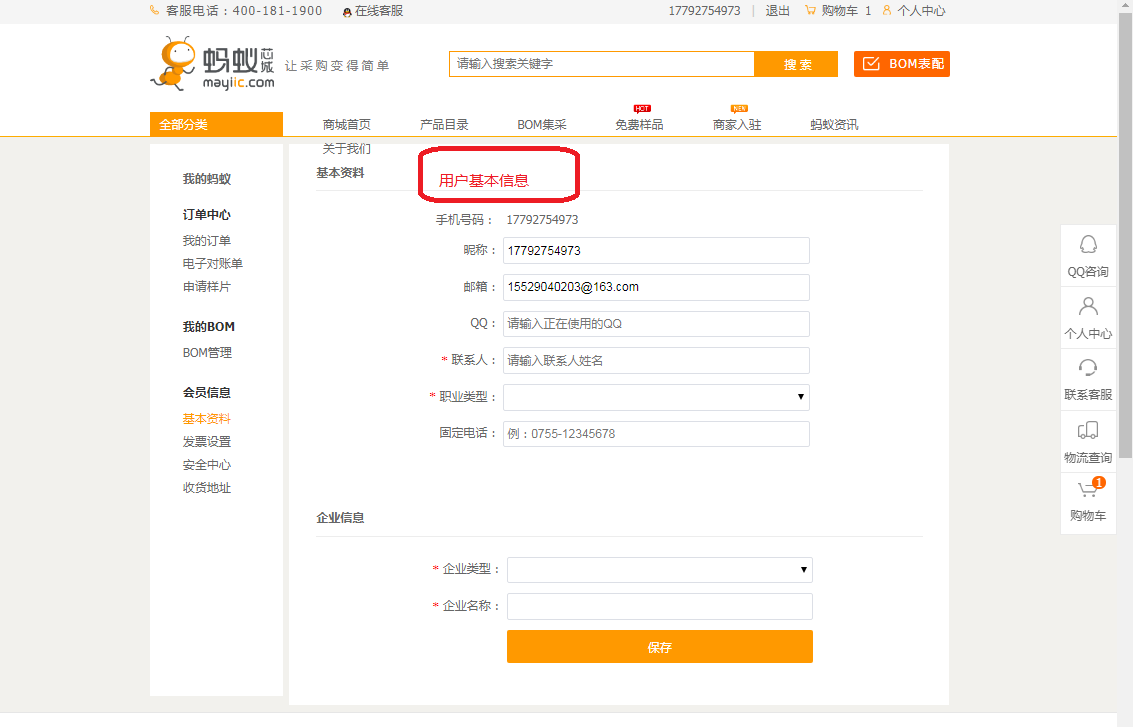 客服电话：400-181-1900 在线客服 17792754973 | 退出 购物车 1 个人中心
蚂蚁芯城 mayiic.com 让采购变得简单 请输入搜索关键字 搜索 BOM表配
HOT NEW
全部分类 商城首页 产品目录 BOM集采 免费样品 商家入驻 蚂蚁资讯
关于我们
我的蚂蚁
订单中心
我的订单
电子对账单
申请样片
我的BOM
BOM管理
会员信息
基本资料
发票设置
安全中心
收货地址
基本资料
用户基本信息
手机号码： 17792754973
昵称： 17792754973
邮箱： 15529040203@163.com
QQ： 请输入正在使用的QQ
* 联系人： 请输入联系人姓名
* 职业类型：
固定电话： 例：0755-12345678
企业信息
* 企业类型：
* 企业名称：
保存
QQ咨询
个人中心
联系客服
物流查询
1
购物车